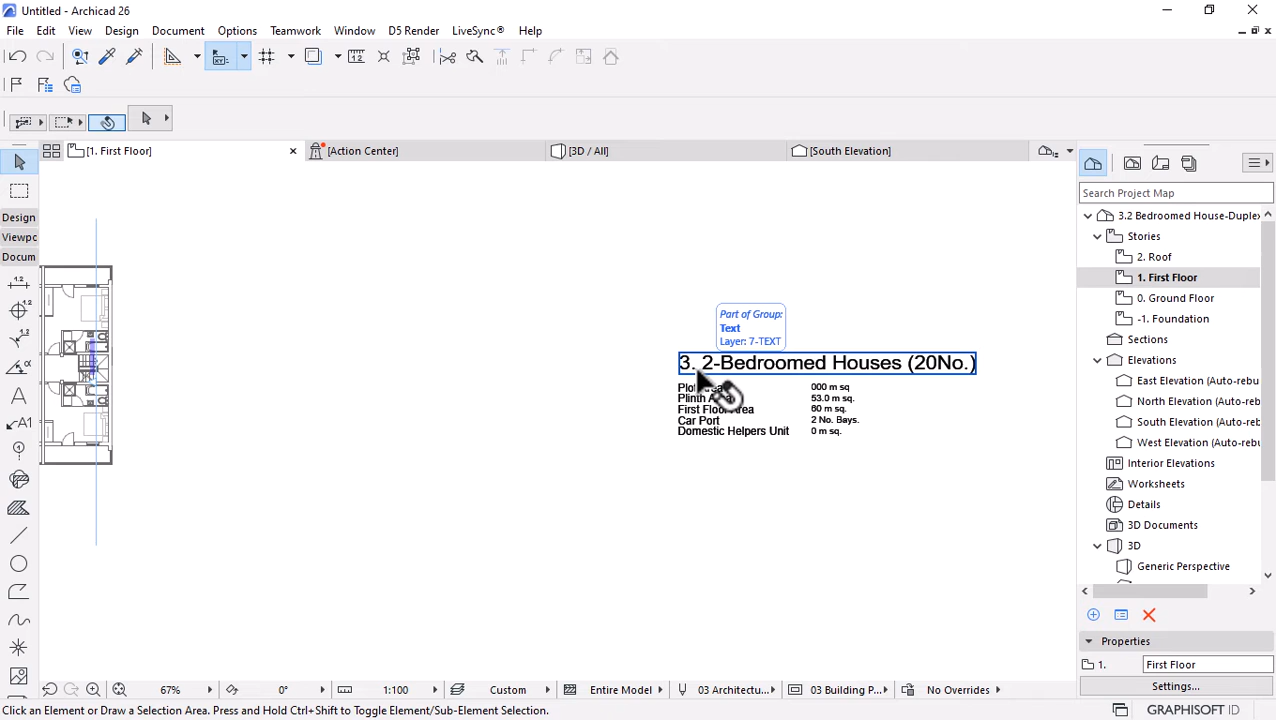 Untitled - Archicad 26
File Edit View Design Document Options Teamwork Window D5 Render LiveSync® Help
[1. First Floor] [Action Center] [3D / All] [South Elevation]
Design
Viewpc
Docum
Search Project Map
3.2 Bedroomed House-Duplex
Stories
2. Roof
1. First Floor
0. Ground Floor
-1. Foundation
Sections
Elevations
East Elevation (Auto-rebu
North Elevation (Auto-reb
South Elevation (Auto-reb
West Elevation (Auto-rebu
Interior Elevations
Worksheets
Details
3D Documents
3D
Generic Perspective
Properties
1. First Floor
Settings...
Part of Group:
Text
Layer: 7-TEXT
3. 2-Bedroomed Houses (20No.)
000 m sq
Plinth 53.0 m sq.
First Floor Area 60 m sq.
Car Port 2 No. Bays.
Domestic Helpers Unit 0 m sq.
67% 0° 1:100 Custom Entire Model 03 Architectu... 03 Building P... No Overrides
Click an Element or Draw a Selection Area. Press and Hold Ctrl+Shift to Toggle Element/Sub-Element Selection.
GRAPHISOFT ID